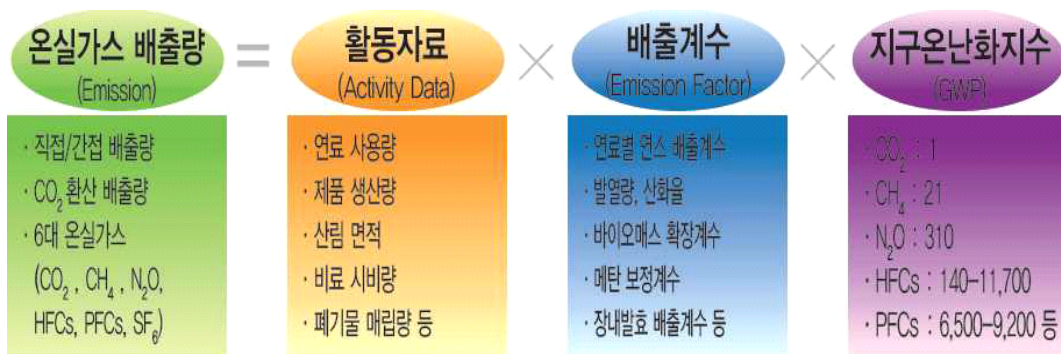 온실가스 배출량
(Emission)
=
활동자료
(Activity Data)
×
배출계수
(Emission Factor)
×
지구온난화지수
(GWP)
· 직접/간접 배출량
· CO₂ 환산 배출량
· 6대 온실가스
(CO₂ , CH₄ , N₂O,
HFCs, PFCs, SF₆)
· 연료 사용량
· 제품 생산량
· 산림 면적
· 비료 시비량
· 폐기물 매립량 등
· 연료별 연소 배출계수
· 발열량, 산화율
· 바이오매스 확장계수
· 메탄 보정계수
· 장내발효 배출계수 등
· CO₂ : 1
· CH₄ : 21
· N₂O : 310
· HFCs : 140-11,700
· PFCs : 6,500-9,200 등